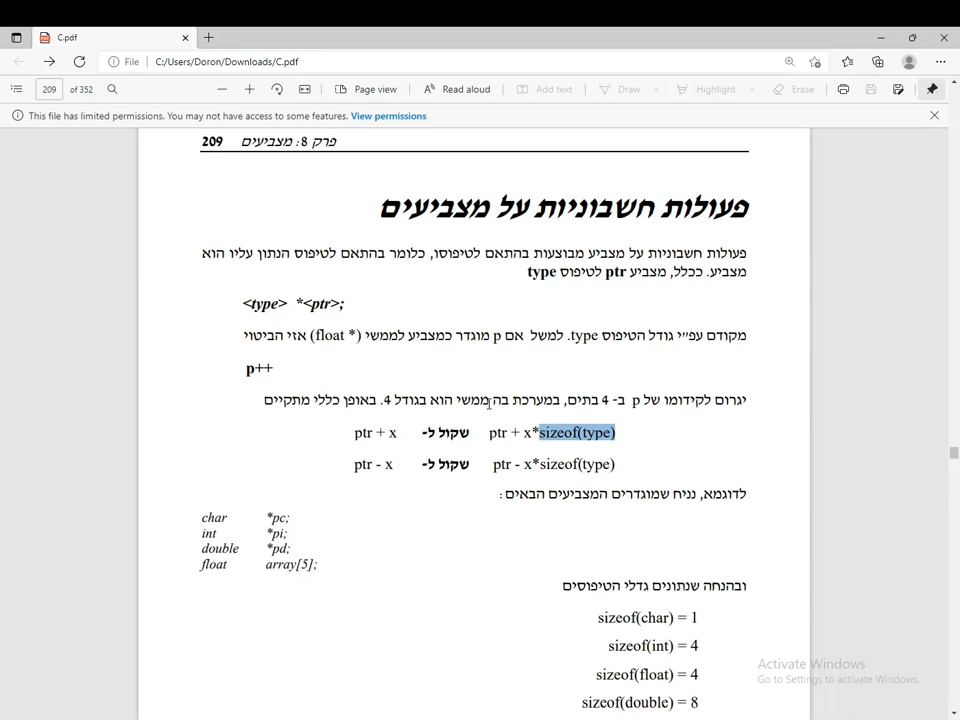 C.pdf
File
C:/Users/Doron/Downloads/C.pdf
209 of 352
Page view
Read aloud
Add text
Draw
Highlight
Erase
This file has limited permissions. You may not have access to some features. View permissions
פרק 8: מצביעים 209
פעולות חשבוניות על מצביעים
פעולות חשבוניות על מצביע מבוצעות בהתאם לטיפוסו, כלומר בהתאם לטיפוס הנתון עליו הוא
מצביע. ככלל, מצביע ptr לטיפוס type
<type> *<ptr>;
מקודם עפ״י גודל הטיפוס type. למשל אם p מוגדר כמצביע לממשי (float *) אזי הביטוי
p++
יגרום לקידומו של p ב- 4 בתים, במערכת בה ממשי הוא בגודל 4. באופן כללי מתקיים
ptr + x שקול ל- ptr + x*sizeof(type)
ptr - x שקול ל- ptr - x*sizeof(type)
לדוגמא, נניח שמוגדרים המצביעים הבאים:
char *pc;
int *pi;
double *pd;
float array[5];
ובהנחה שנתונים גדלי הטיפוסים
sizeof(char) = 1
sizeof(int) = 4
sizeof(float) = 4
sizeof(double) = 8
Activate Windows
Go to Settings to activate Windows.